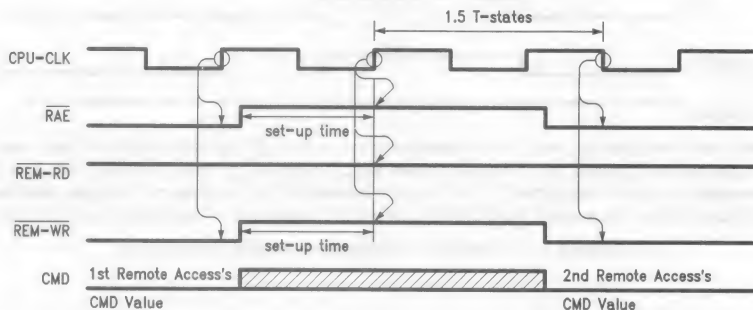 1.5 T-states
CPU-CLK
RAE
set-up time
REM-RD
REM-WR
set-up time
CMD
1st Remote Access's
2nd Remote Access's
CMD Value
CMD Value